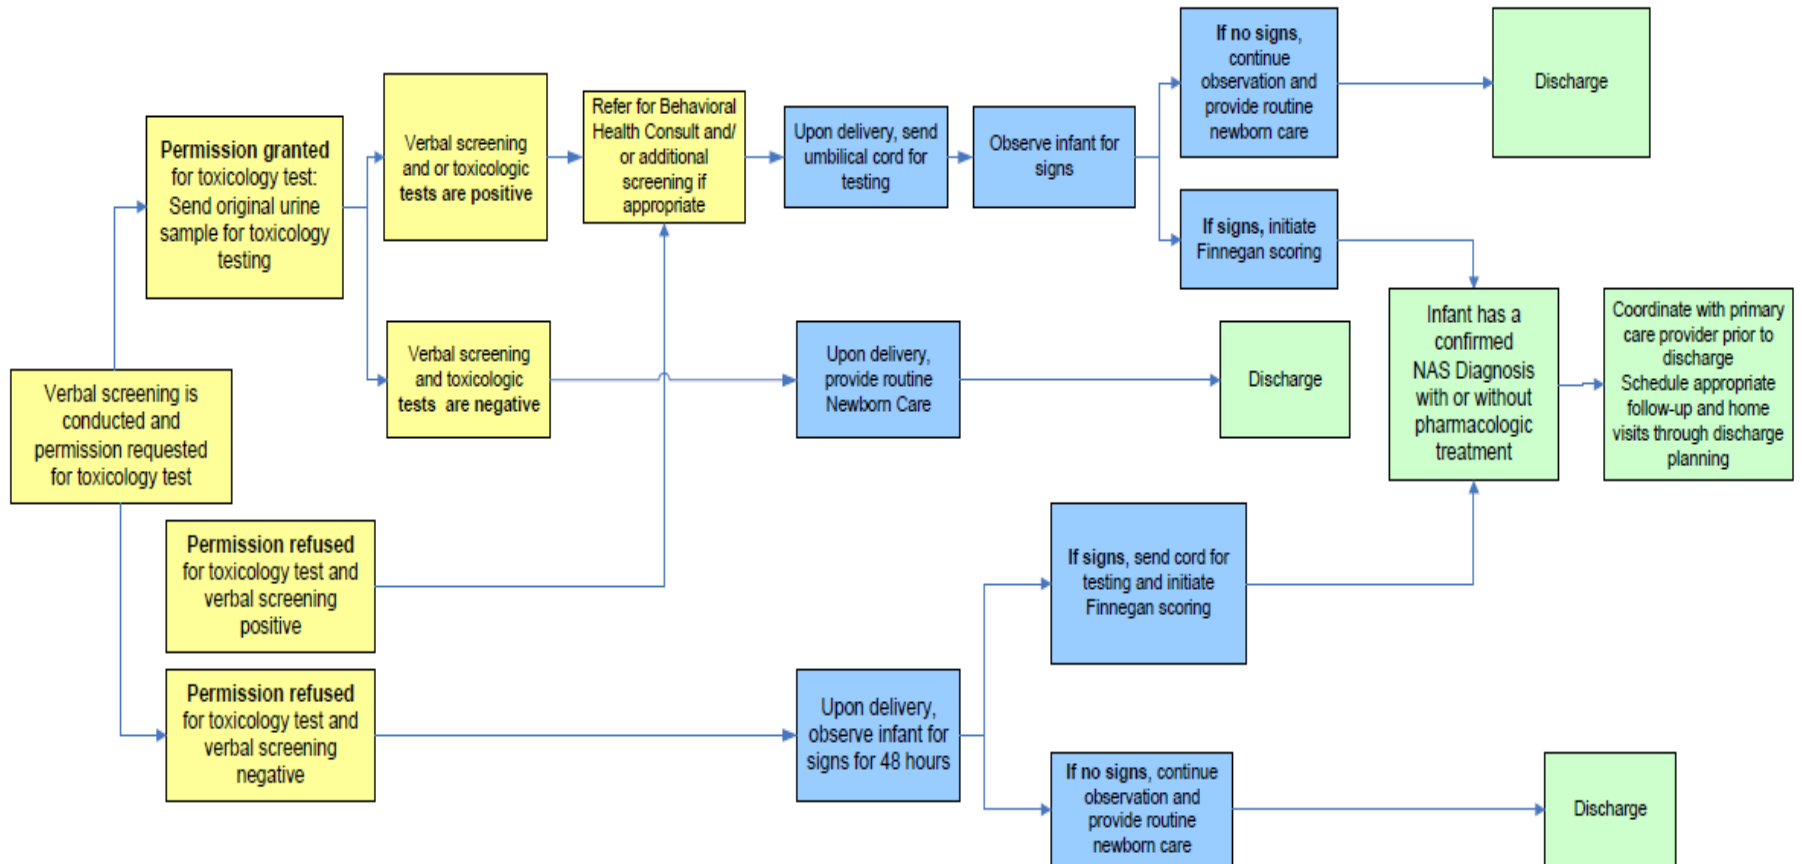 Verbal screening is
conducted and
permission requested
for toxicology test
Permission granted
for toxicology test:
Send original urine
sample for toxicology
testing
Verbal screening
and or toxicologic
tests are positive
Refer for Behavioral
Health Consult and/
or additional
screening if
appropriate
Upon delivery, send
umbilical cord for
testing
Observe infant for
signs
If no signs,
continue
observation and
provide routine
newborn care
Discharge
If signs, initiate
Finnegan scoring
Verbal screening
and toxicologic
tests are negative
Upon delivery,
provide routine
Newborn Care
Discharge
Infant has a
confirmed
NAS Diagnosis
with or without
pharmacologic
treatment
Coordinate with primary
care provider prior to
discharge
Schedule appropriate
follow-up and home
visits through discharge
planning
Permission refused
for toxicology test and
verbal screening
positive
If signs, send cord for
testing and initiate
Finnegan scoring
Permission refused
for toxicology test and
verbal screening
negative
Upon delivery,
observe infant for
signs for 48 hours
If no signs, continue
observation and
provide routine
newborn care
Discharge